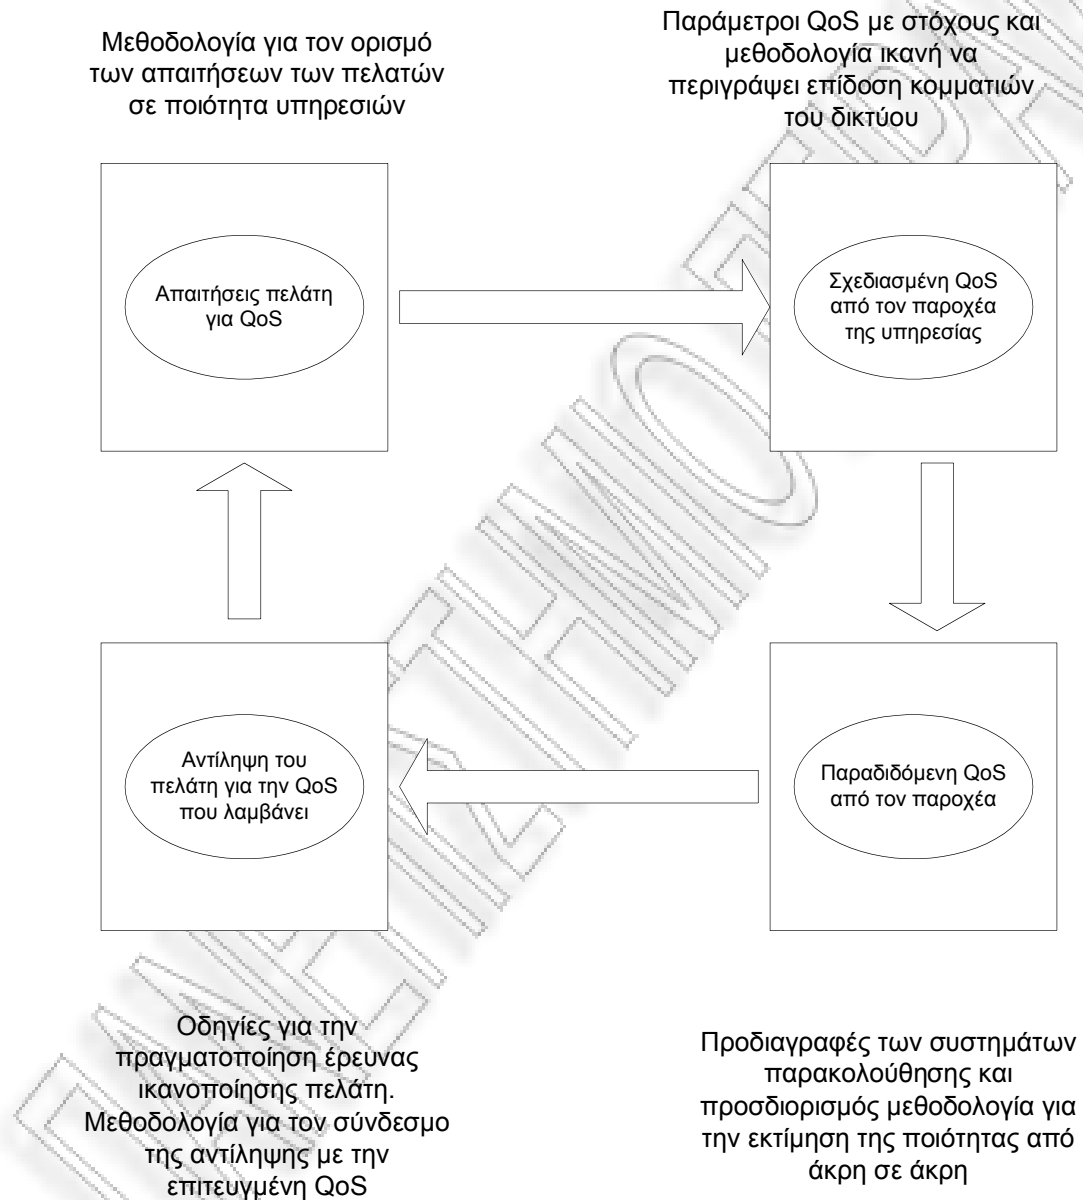 Μεθοδολογία για τον ορισμό
των απαιτήσεων των πελατών
σε ποιότητα υπηρεσιών
Παράμετροι QoS με στόχους και
μεθοδολογία ικανή να
περιγράψει επίδοση κομματιών
του δικτύου
Απαιτήσεις πελάτη
για QoS
Σχεδιασμένη QoS
από τον παροχέα
της υπηρεσίας
Αντίληψη του
πελάτη για την QoS
που λαμβάνει
Παραδιδόμενη QoS
από τον παροχέα
Οδηγίες για την
πραγματοποίηση έρευνας
ικανοποίησης πελάτη.
Μεθοδολογία για τον σύνδεσμο
της αντίληψης με την
επιτευγμένη QoS
Προδιαγραφές των συστημάτων
παρακολούθησης και
προσδιορισμός μεθοδολογία για
την εκτίμηση της ποιότητας από
άκρη σε άκρη